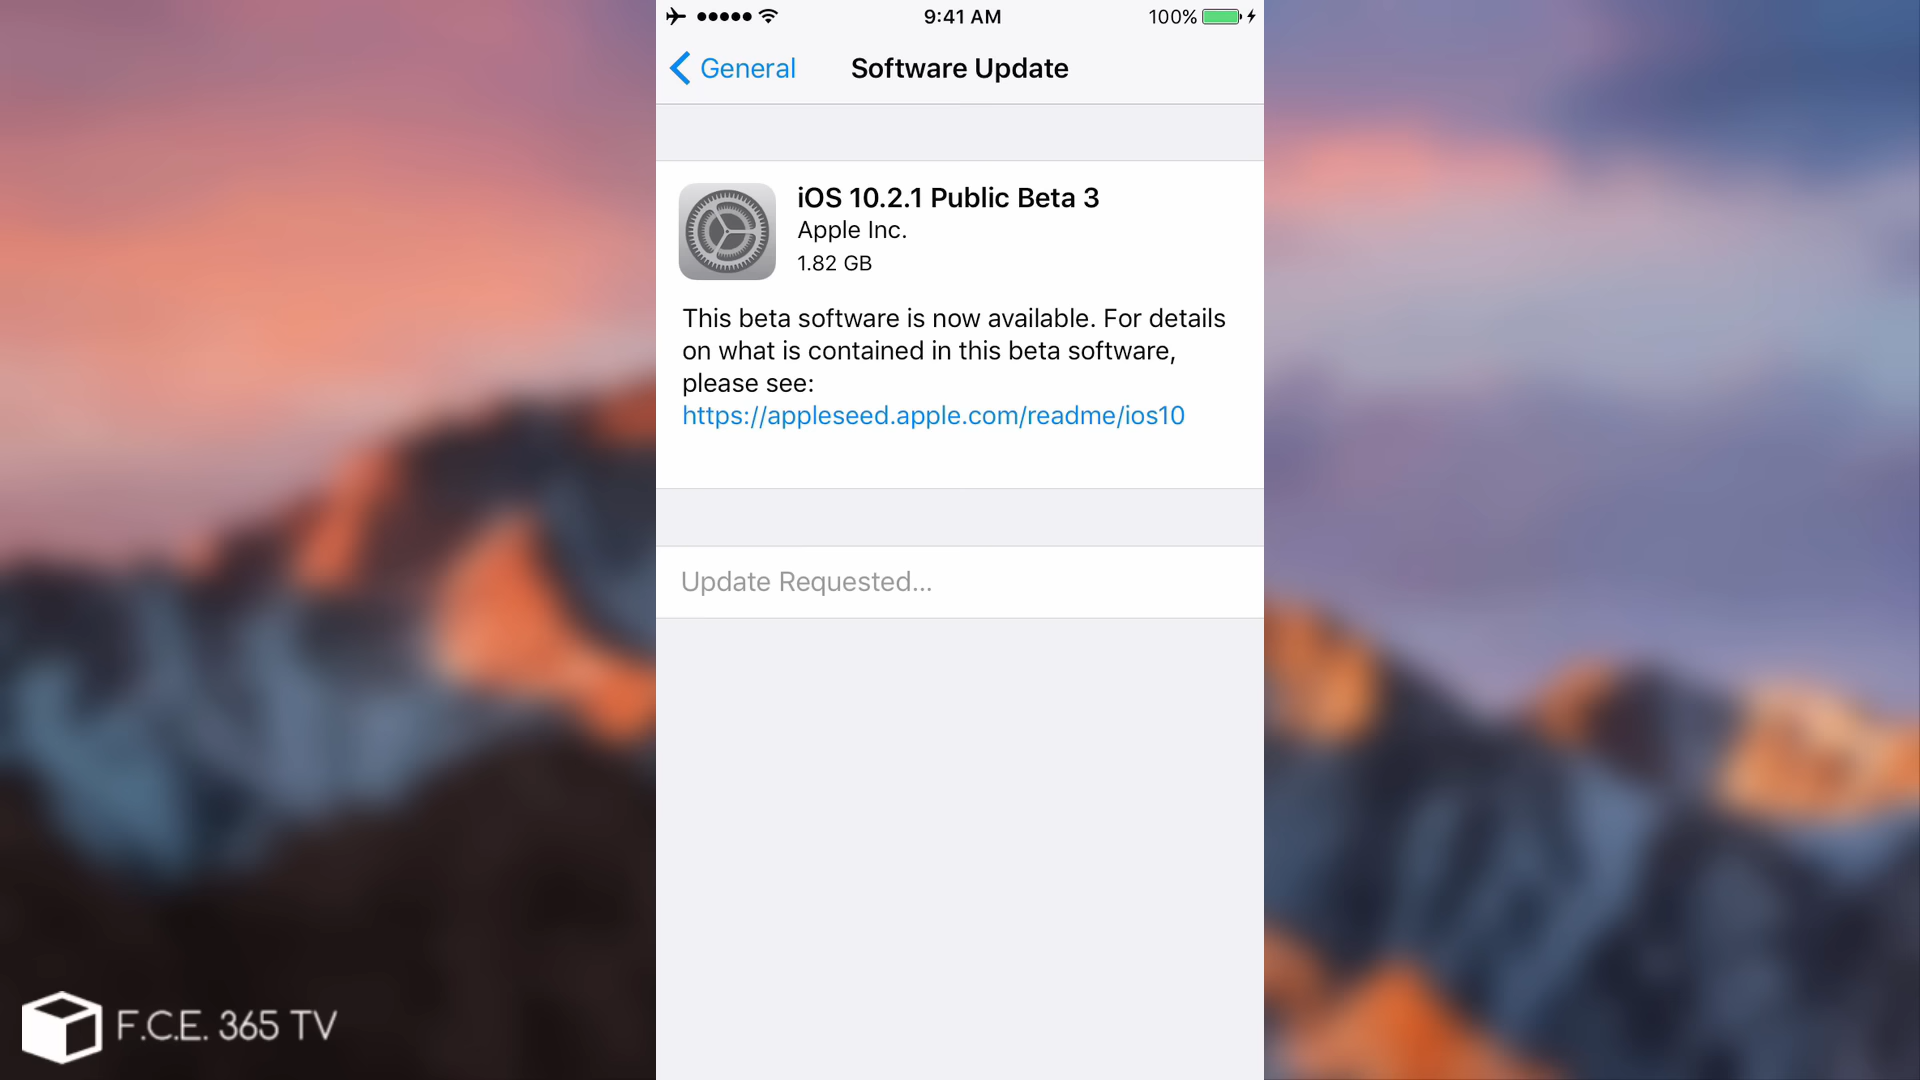 9:41 AM
100%
General
Software Update
iOS 10.2.1 Public Beta 3
Apple Inc.
1.82 GB
This beta software is now available. For details
on what is contained in this beta software,
please see:
https://appleseed.apple.com/readme/ios10
Update Requested...
F.C.E. 365 TV